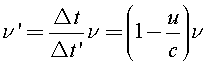 ν' = Δt / Δt' ν = (1 − u/c) ν